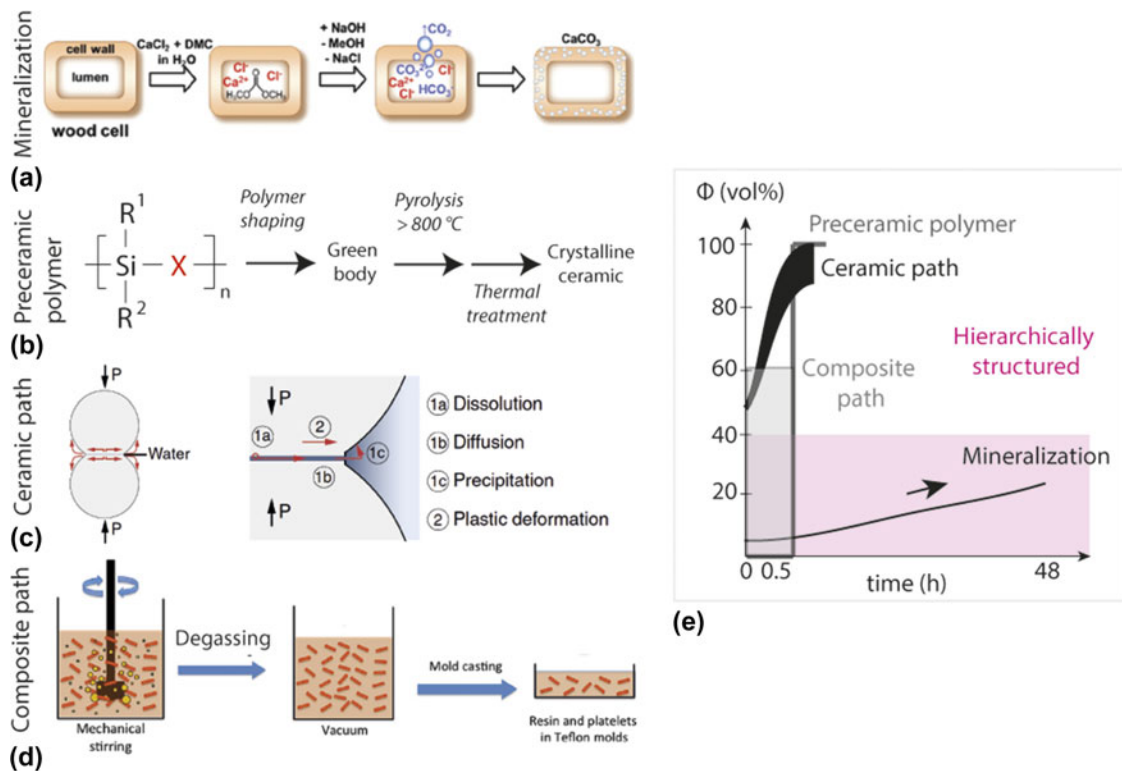 Mineralization
cell wall
lumen
wood cell
CaCl2 + DMC
in H2O
Cl-
Ca2+
Cl-
O
H3CO
OCH3
+ NaOH
- MeOH
- NaCl
↑CO2
CO3 2-
Cl-
Ca2+
Cl-
HCO3-
CaCO3
(a)
Preceramic
polymer
R1
Si
X
n
R2
Polymer
shaping
Green
body
Pyrolysis
> 800 °C
Thermal
treatment
Crystalline
ceramic
(b)
Ceramic path
P
Water
P
P
1a
2
1b
1c
P
1a Dissolution
1b Diffusion
1c Precipitation
2 Plastic deformation
(c)
Composite path
Mechanical
stirring
Degassing
Vacuum
Mold casting
Resin and platelets
in Teflon molds
(d)
Φ (vol%)
100
80
60
40
20
0
0.5
48
time (h)
Preceramic polymer
Ceramic path
Hierarchically
structured
Composite
path
Mineralization
(e)